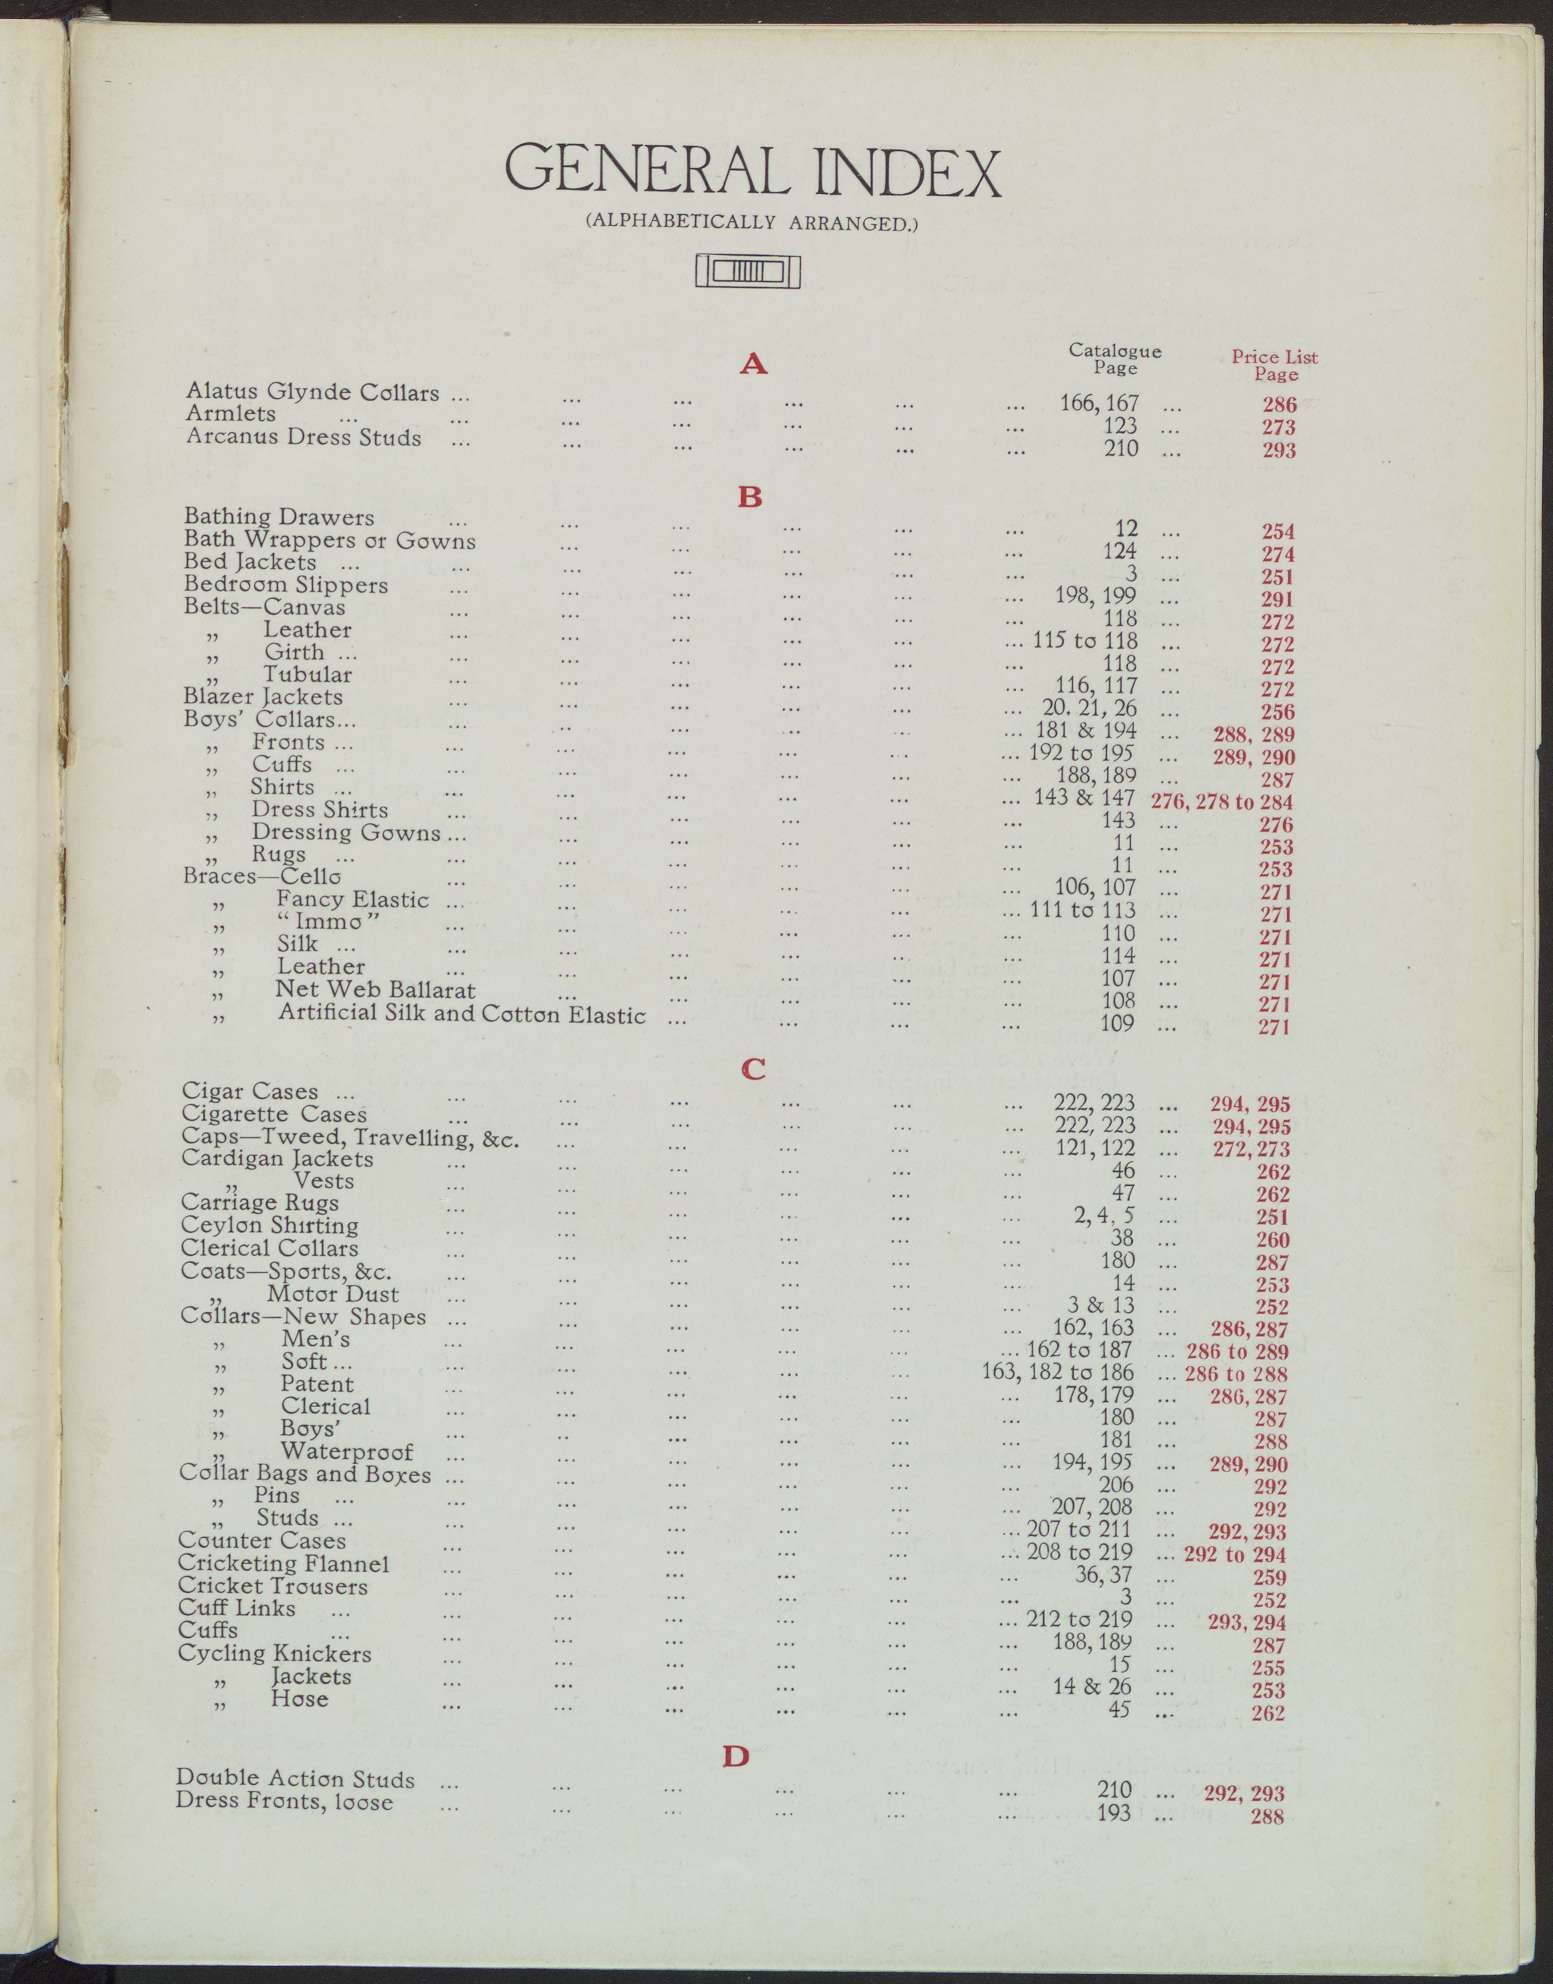 GENERAL INDEX
(ALPHABETICALLY ARRANGED.)
A
Catalogue Page Price List Page
Alatus Glynde Collars ... ... ... ... ... ... 166, 167 ... 286
Armlets ... ... ... ... ... ... ... 123 ... 273
Arcanus Dress Studs ... ... ... ... ... ... 210 ... 293
B
Bathing Drawers ... ... ... ... ... ... 12 ... 254
Bath Wrappers or Gowns ... ... ... ... ... 124 ... 274
Bed Jackets ... ... ... ... ... ... ... 3 ... 251
Bedroom Slippers ... ... ... ... ... ... 198, 199 ... 291
Belts—Canvas ... ... ... ... ... ... 118 ... 272
„ Leather ... ... ... ... ... ... 115 to 118 ... 272
„ Girth ... ... ... ... ... ... ... 118 ... 272
„ Tubular ... ... ... ... ... ... 116, 117 ... 272
Blazer Jackets ... ... ... ... ... ... 20. 21, 26 ... 256
Boys' Collars... ... ... ... ... ... ... 181 & 194 ... 288, 289
„ Fronts ... ... ... ... ... ... ... 192 to 195 ... 289, 290
„ Cuffs ... ... ... ... ... ... ... 188, 189 ... 287
„ Shirts ... ... ... ... ... ... ... 143 & 147 276, 278 to 284
„ Dress Shirts ... ... ... ... ... ... 143 ... 276
„ Dressing Gowns ... ... ... ... ... ... 11 ... 253
„ Rugs ... ... ... ... ... ... ... 11 ... 253
Braces—Cello ... ... ... ... ... ... 106, 107 ... 271
„ Fancy Elastic ... ... ... ... ... ... 111 to 113 ... 271
„ "Immo" ... ... ... ... ... ... 110 ... 271
„ Silk ... ... ... ... ... ... ... 114 ... 271
„ Leather ... ... ... ... ... ... 107 ... 271
„ Net Web Ballarat ... ... ... ... ... 108 ... 271
„ Artificial Silk and Cotton Elastic ... ... ... ... 109 ... 271
C
Cigar Cases ... ... ... ... ... ... ... 222, 223 ... 294, 295
Cigarette Cases ... ... ... ... ... ... 222, 223 ... 294, 295
Caps—Tweed, Travelling, &c. ... ... ... ... ... 121, 122 ... 272, 273
Cardigan Jackets ... ... ... ... ... ... 46 ... 262
„ Vests ... ... ... ... ... ... 47 ... 262
Carriage Rugs ... ... ... ... ... ... 2, 4, 5 ... 251
Ceylon Shirting ... ... ... ... ... ... 38 ... 260
Clerical Collars ... ... ... ... ... ... 180 ... 287
Coats—Sports, &c. ... ... ... ... ... ... 14 ... 253
„ Motor Dust ... ... ... ... ... ... 3 & 13 ... 252
Collars—New Shapes ... ... ... ... ... ... 162, 163 ... 286, 287
„ Men's ... ... ... ... ... ... 162 to 187 ... 286 to 289
„ Soft ... ... ... ... ... ... 163, 182 to 186 ... 286 to 288
„ Patent ... ... ... ... ... ... 178, 179 ... 286, 287
„ Clerical ... ... ... ... ... ... 180 ... 287
„ Boys' ... ... ... ... ... ... 181 ... 288
„ Waterproof ... ... ... ... ... ... 194, 195 ... 289, 290
Collar Bags and Boxes ... ... ... ... ... ... 206 ... 292
„ Pins ... ... ... ... ... ... ... 207, 208 ... 292
„ Studs ... ... ... ... ... ... ... 207 to 211 ... 292, 293
Counter Cases ... ... ... ... ... ... 208 to 219 ... 292 to 294
Cricketing Flannel ... ... ... ... ... ... 36, 37 ... 259
Cricket Trousers ... ... ... ... ... ... 3 ... 252
Cuff Links ... ... ... ... ... ... ... 212 to 219 ... 293, 294
Cuffs ... ... ... ... ... ... ... 188, 189 ... 287
Cycling Knickers ... ... ... ... ... ... 15 ... 255
„ Jackets ... ... ... ... ... ... 14 & 26 ... 253
„ Hose ... ... ... ... ... ... 45 ... 262
D
Double Action Studs ... ... ... ... ... ... 210 ... 292, 293
Dress Fronts, loose ... ... ... ... ... ... 193 ... 288